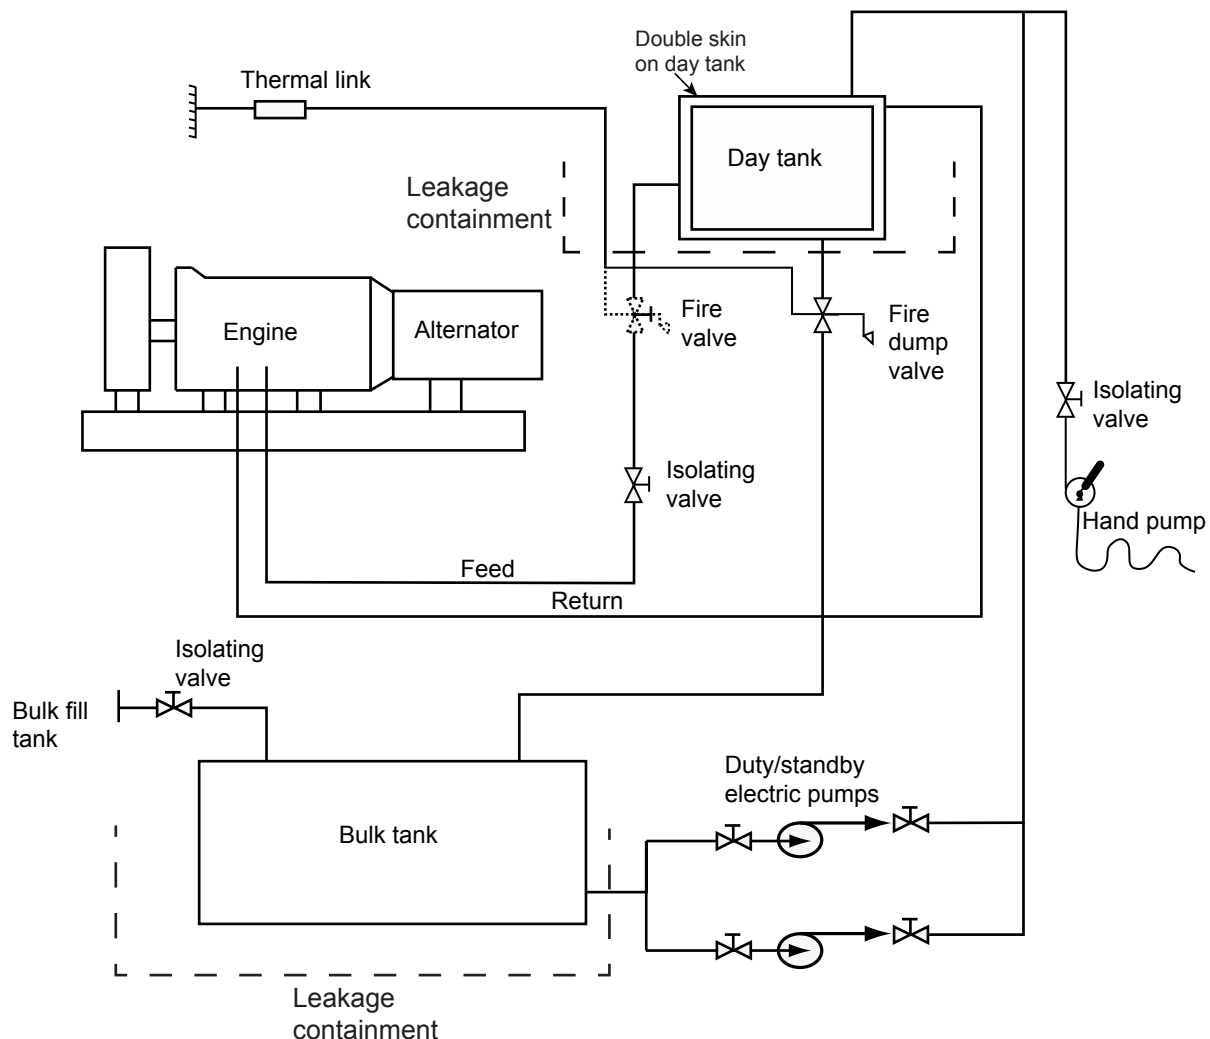 Double skin
on day tank
Thermal link
Day tank
Leakage
containment
Engine
Alternator
Fire
valve
Fire
dump
valve
Isolating
valve
Isolating
valve
Hand pump
Feed
Return
Isolating
valve
Bulk fill
tank
Duty/standby
electric pumps
Bulk tank
Leakage
containment